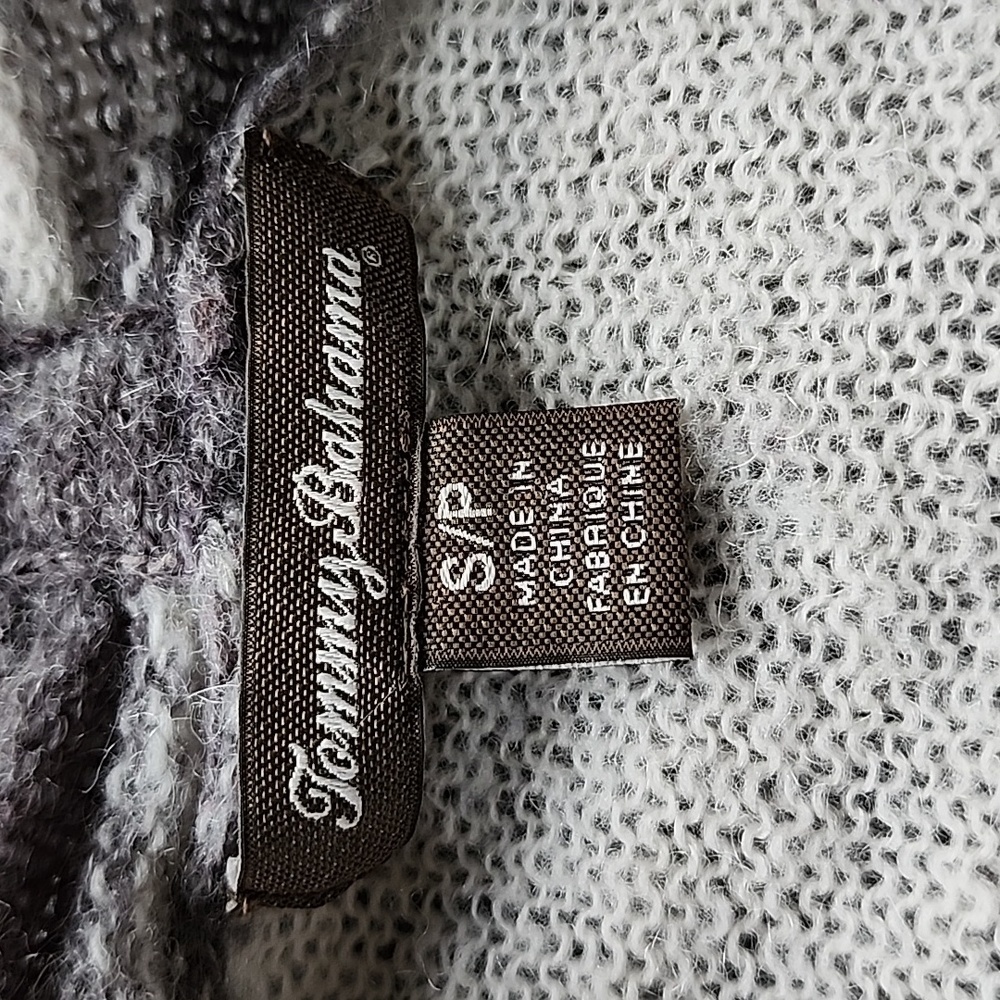 Tommy Bahama®
S/P
MADE IN
CHINA
FABRIQUE
EN CHINE